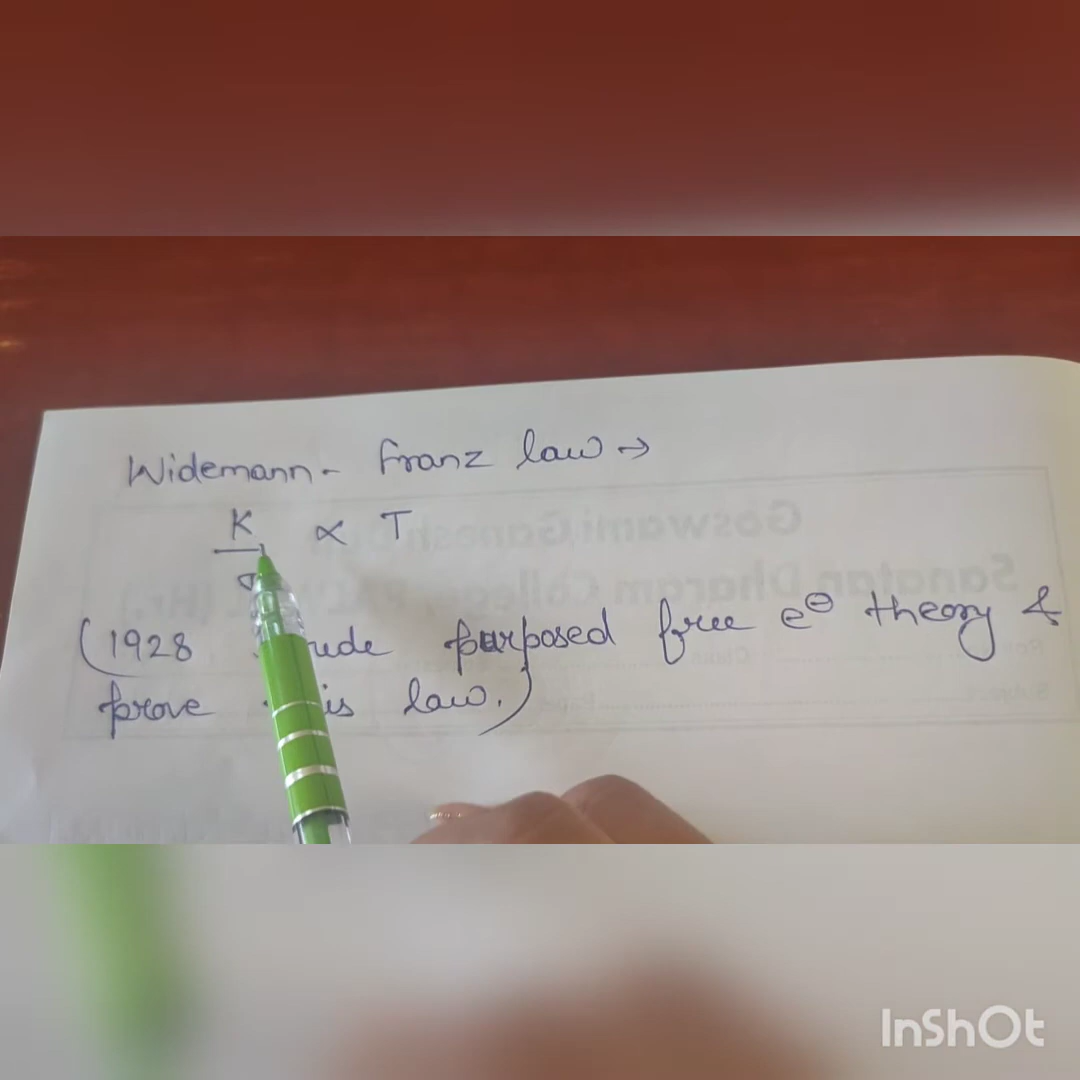 Widemann - Franz law →
K ∝ T
σ
(1928 rude purposed free e⊖ theory &
prove is law.)
InShOt